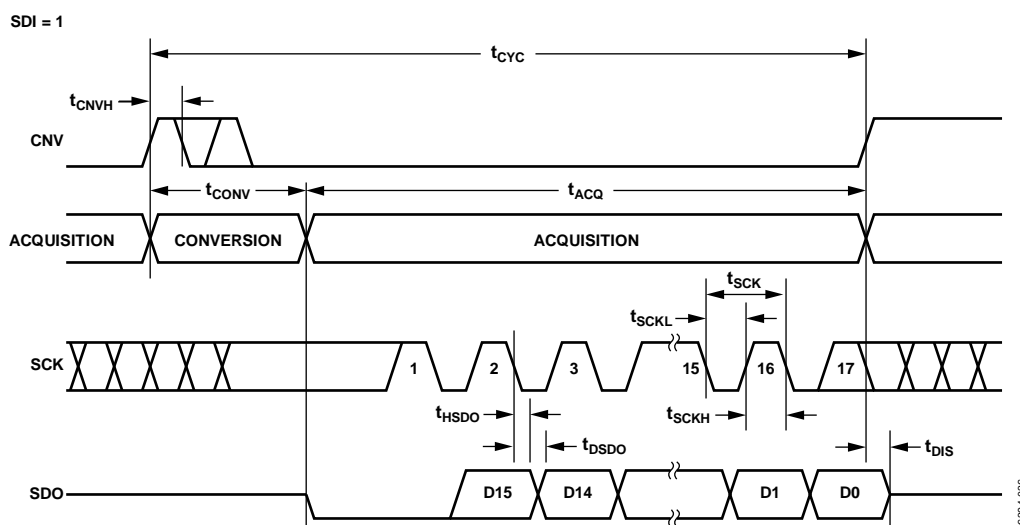 SDI = 1
tCYC
tCNVH
CNV
tCONV
tACQ
ACQUISITION
CONVERSION
ACQUISITION
tSCK
tSCKL
SCK
1
2
3
15
16
17
tHSDO
tSCKH
tDSDO
tDIS
SDO
D15
D14
D1
D0